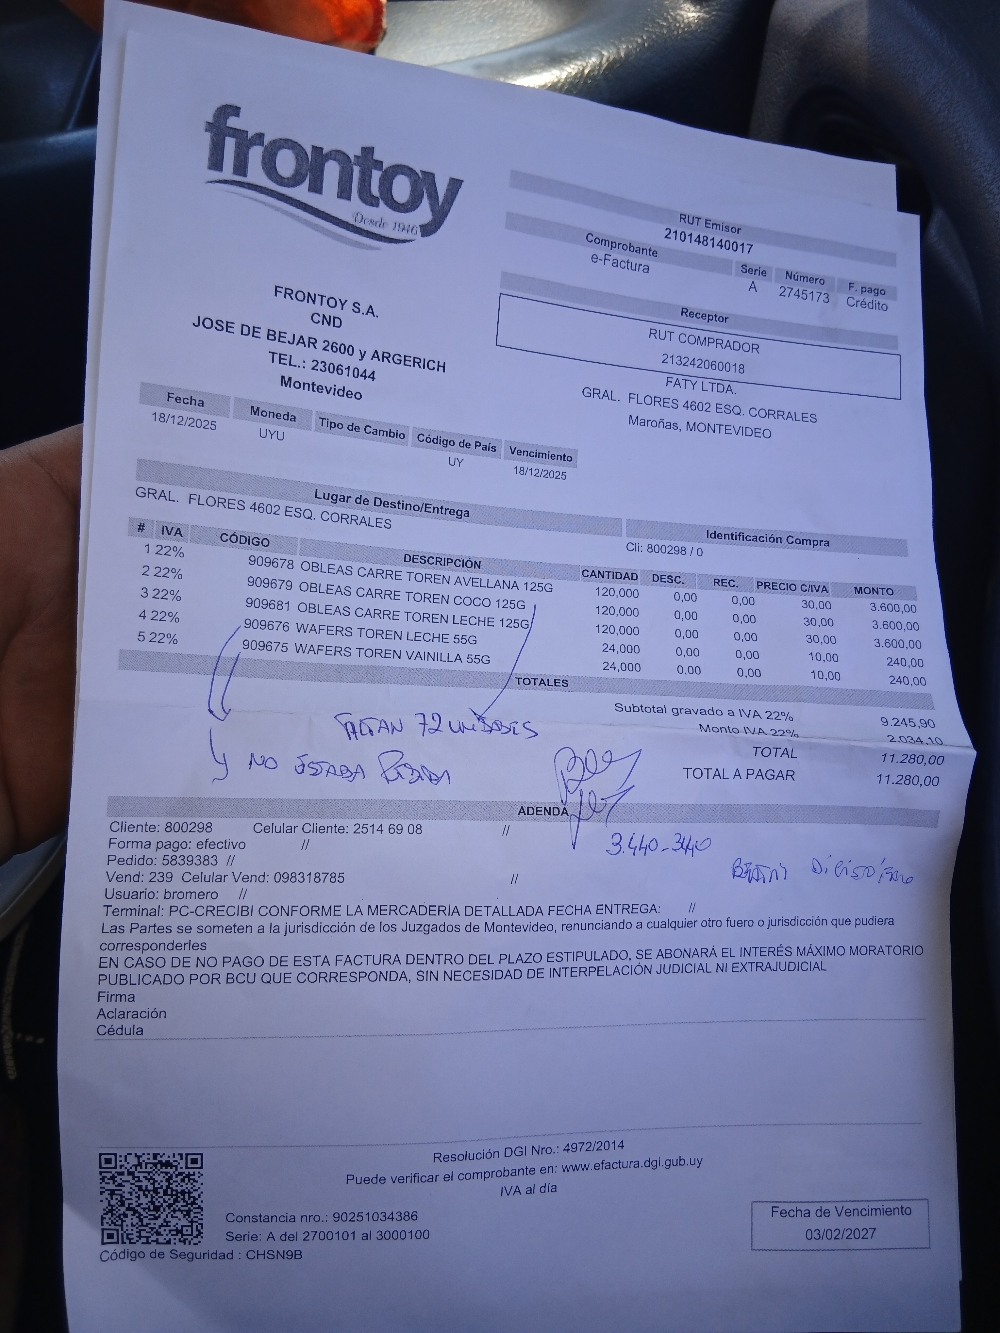 frontoy
Desde 1946
RUT Emisor
210148140017
Comprobante Serie Número F. pago
e-Factura A 2745173 Crédito
FRONTOY S.A.
CND
JOSE DE BEJAR 2600 y ARGERICH
TEL.: 23061044
Montevideo
Receptor
RUT COMPRADOR
213242060018
FATY LTDA.
GRAL. FLORES 4602 ESQ. CORRALES
Maroñas, MONTEVIDEO
Fecha Moneda Tipo de Cambio Código de País Vencimiento
18/12/2025 UYU UY 18/12/2025
Lugar de Destino/Entrega
GRAL. FLORES 4602 ESQ. CORRALES
Identificación Compra
Cli: 800298 / 0
# IVA CÓDIGO DESCRIPCIÓN CANTIDAD DESC. REC. PRECIO C/IVA MONTO
1 22% 909678 OBLEAS CARRE TOREN AVELLANA 125G 120,000 0,00 0,00 30,00 3.600,00
2 22% 909679 OBLEAS CARRE TOREN COCO 125G 120,000 0,00 0,00 30,00 3.600,00
3 22% 909681 OBLEAS CARRE TOREN LECHE 125G 120,000 0,00 0,00 30,00 3.600,00
4 22% 909676 WAFERS TOREN LECHE 55G 24,000 0,00 0,00 10,00 240,00
5 22% 909675 WAFERS TOREN VAINILLA 55G 24,000 0,00 0,00 10,00 240,00
TOTALES
Subtotal gravado a IVA 22% 9.245,90
Monto IVA 22% 2.034,10
TOTAL 11.280,00
TOTAL A PAGAR 11.280,00
FALTAN 72 UNIDADES
Y NO ESTABA
ADENDA
3.440-340
Cliente: 800298 Celular Cliente: 2514 69 08 //
Forma pago: efectivo //
Pedido: 5839383 //
Vend: 239 Celular Vend: 098318785 //
Usuario: bromero //
Terminal: PC-CRECIBI CONFORME LA MERCADERÍA DETALLADA FECHA ENTREGA: //
Las Partes se someten a la jurisdicción de los Juzgados de Montevideo, renunciando a cualquier otro fuero o jurisdicción que pudiera
corresponderles
EN CASO DE NO PAGO DE ESTA FACTURA DENTRO DEL PLAZO ESTIPULADO, SE ABONARÁ EL INTERÉS MÁXIMO MORATORIO
PUBLICADO POR BCU QUE CORRESPONDA, SIN NECESIDAD DE INTERPELACIÓN JUDICIAL NI EXTRAJUDICIAL
Firma
Aclaración
Cédula
Resolución DGI Nro.: 4972/2014
Puede verificar el comprobante en: www.efactura.dgi.gub.uy
IVA al día
Constancia nro.: 90251034386
Serie: A del 2700101 al 3000100
Código de Seguridad : CHSN9B
Fecha de Vencimiento
03/02/2027